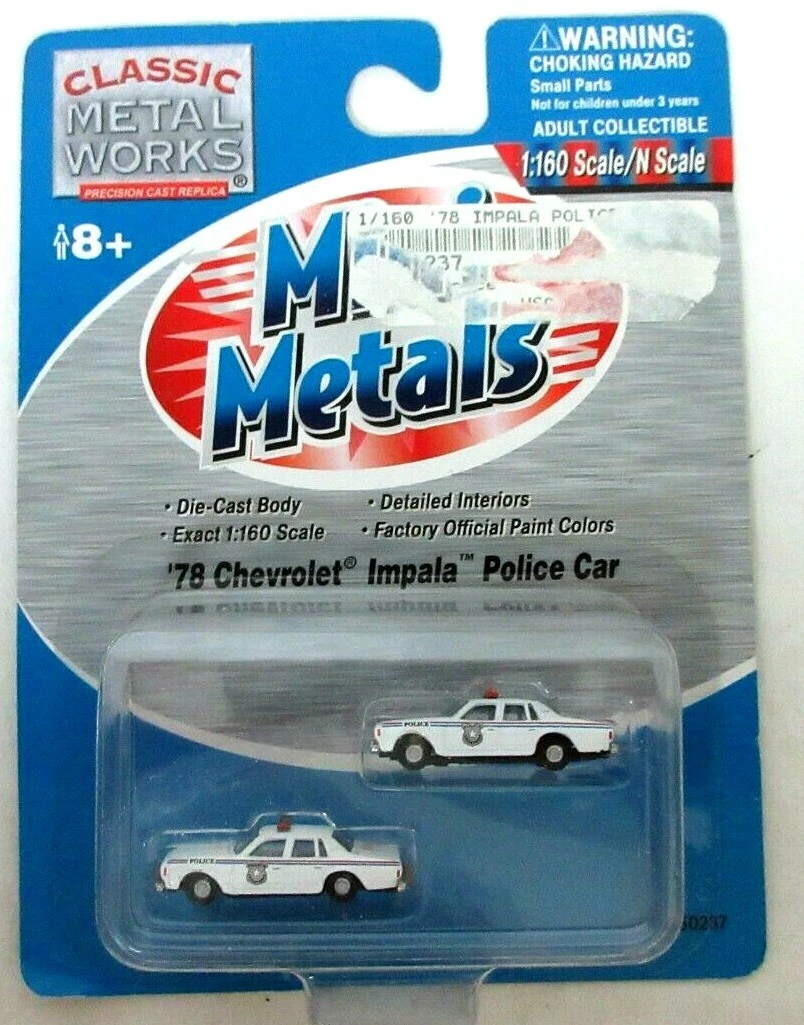 CLASSIC
METAL
WORKS®
PRECISION CAST REPLICA
8+
⚠WARNING:
CHOKING HAZARD
Small Parts
Not for children under 3 years
ADULT COLLECTIBLE
1:160 Scale/N Scale
1/160 '78 IMPALA
237
Metals
• Die-Cast Body
• Detailed Interiors
• Exact 1:160 Scale
• Factory Official Paint Colors
'78 Chevrolet® Impala™ Police Car
POLICE
POLICE
50237